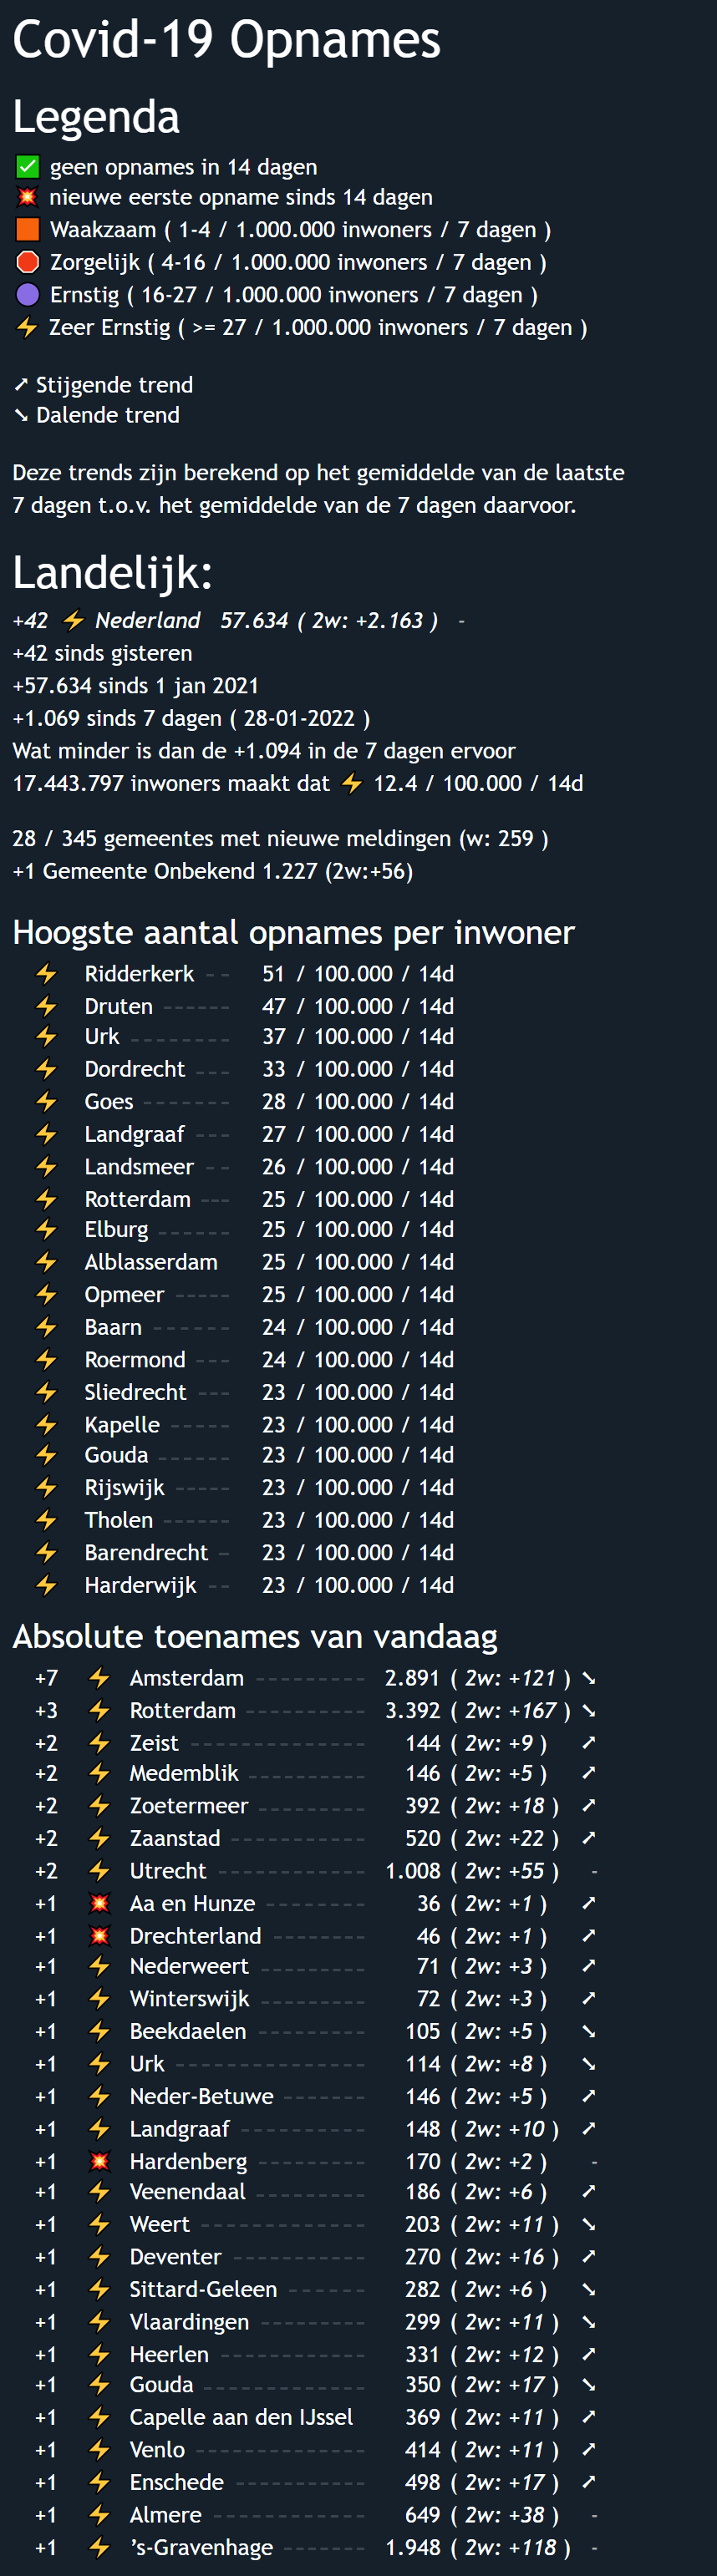 Covid-19 Opnames
Legenda
✅ geen opnames in 14 dagen
💥 nieuwe eerste opname sinds 14 dagen
🟧 Waakzaam ( 1-4 / 1.000.000 inwoners / 7 dagen )
🛑 Zorgelijk ( 4-16 / 1.000.000 inwoners / 7 dagen )
🟣 Ernstig ( 16-27 / 1.000.000 inwoners / 7 dagen )
⚡ Zeer Ernstig ( >= 27 / 1.000.000 inwoners / 7 dagen )
➚ Stijgende trend
➘ Dalende trend
Deze trends zijn berekend op het gemiddelde van de laatste
7 dagen t.o.v. het gemiddelde van de 7 dagen daarvoor.
Landelijk:
+42 ⚡ Nederland 57.634 ( 2w: +2.163 ) -
+42 sinds gisteren
+57.634 sinds 1 jan 2021
+1.069 sinds 7 dagen ( 28-01-2022 )
Wat minder is dan de +1.094 in de 7 dagen ervoor
17.443.797 inwoners maakt dat ⚡ 12.4 / 100.000 / 14d
28 / 345 gemeentes met nieuwe meldingen (w: 259 )
+1 Gemeente Onbekend 1.227 (2w:+56)
Hoogste aantal opnames per inwoner
⚡ Ridderkerk -- 51 / 100.000 / 14d
⚡ Druten ------ 47 / 100.000 / 14d
⚡ Urk -------- 37 / 100.000 / 14d
⚡ Dordrecht --- 33 / 100.000 / 14d
⚡ Goes ------- 28 / 100.000 / 14d
⚡ Landgraaf --- 27 / 100.000 / 14d
⚡ Landsmeer -- 26 / 100.000 / 14d
⚡ Rotterdam --- 25 / 100.000 / 14d
⚡ Elburg ------ 25 / 100.000 / 14d
⚡ Alblasserdam 25 / 100.000 / 14d
⚡ Opmeer ----- 25 / 100.000 / 14d
⚡ Baarn ------ 24 / 100.000 / 14d
⚡ Roermond --- 24 / 100.000 / 14d
⚡ Sliedrecht --- 23 / 100.000 / 14d
⚡ Kapelle ----- 23 / 100.000 / 14d
⚡ Gouda ------ 23 / 100.000 / 14d
⚡ Rijswijk ----- 23 / 100.000 / 14d
⚡ Tholen ------ 23 / 100.000 / 14d
⚡ Barendrecht - 23 / 100.000 / 14d
⚡ Harderwijk -- 23 / 100.000 / 14d
Absolute toenames van vandaag
+7 ⚡ Amsterdam ---------- 2.891 ( 2w: +121 ) ➘
+3 ⚡ Rotterdam ----------- 3.392 ( 2w: +167 ) ➘
+2 ⚡ Zeist ---------------- 144 ( 2w: +9 ) ➚
+2 ⚡ Medemblik ----------- 146 ( 2w: +5 ) ➚
+2 ⚡ Zoetermeer ---------- 392 ( 2w: +18 ) ➚
+2 ⚡ Zaanstad ------------ 520 ( 2w: +22 ) ➚
+2 ⚡ Utrecht -------------- 1.008 ( 2w: +55 ) -
+1 💥 Aa en Hunze --------- 36 ( 2w: +1 ) ➚
+1 💥 Drechterland -------- 46 ( 2w: +1 ) ➚
+1 ⚡ Nederweert ---------- 71 ( 2w: +3 ) ➚
+1 ⚡ Winterswijk ---------- 72 ( 2w: +3 ) ➚
+1 ⚡ Beekdaelen ---------- 105 ( 2w: +5 ) ➘
+1 ⚡ Urk ----------------- 114 ( 2w: +8 ) ➘
+1 ⚡ Neder-Betuwe ------- 146 ( 2w: +5 ) ➚
+1 ⚡ Landgraaf ----------- 148 ( 2w: +10 ) ➚
+1 💥 Hardenberg ---------- 170 ( 2w: +2 ) -
+1 ⚡ Veenendaal ---------- 186 ( 2w: +6 ) ➚
+1 ⚡ Weert --------------- 203 ( 2w: +11 ) ➘
+1 ⚡ Deventer ------------ 270 ( 2w: +16 ) ➚
+1 ⚡ Sittard-Geleen ------ 282 ( 2w: +6 ) ➘
+1 ⚡ Vlaardingen --------- 299 ( 2w: +11 ) ➘
+1 ⚡ Heerlen ------------- 331 ( 2w: +12 ) ➚
+1 ⚡ Gouda --------------- 350 ( 2w: +17 ) ➘
+1 ⚡ Capelle aan den IJssel 369 ( 2w: +11 ) ➚
+1 ⚡ Venlo --------------- 414 ( 2w: +11 ) ➚
+1 ⚡ Enschede ------------ 498 ( 2w: +17 ) ➚
+1 ⚡ Almere -------------- 649 ( 2w: +38 ) -
+1 ⚡ ’s-Gravenhage ------- 1.948 ( 2w: +118 ) -